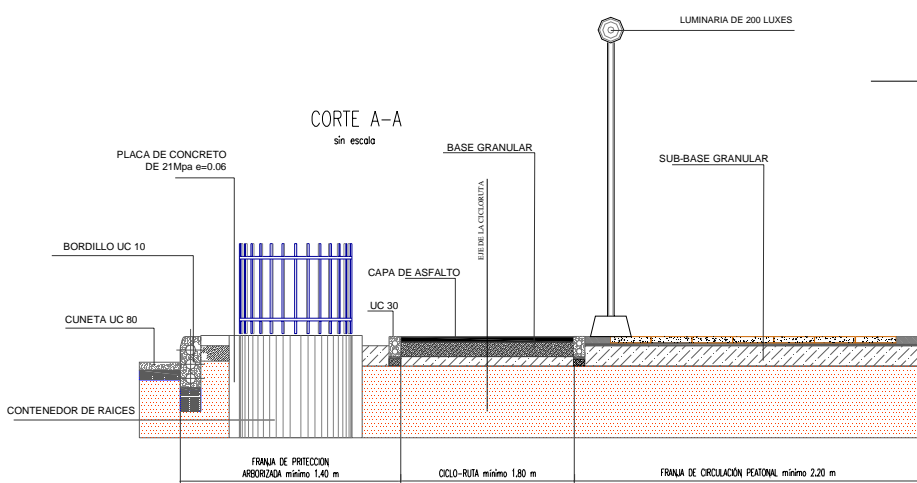 LUMINARIA DE 200 LUXES
CORTE A-A
sin escala
PLACA DE CONCRETO
DE 21Mpa e=0.06
BASE GRANULAR
SUB-BASE GRANULAR
EJE DE LA CICLORUTA
BORDILLO UC 10
CAPA DE ASFALTO
UC 30
CUNETA UC 80
CONTENEDOR DE RAICES
FRANJA DE PRITECCION
ARBORIZADA mínimo 1.40 m
CICLO-RUTA mínimo 1.80 m
FRANJA DE CIRCULACIÓN PEATONAL mínimo 2.20 m